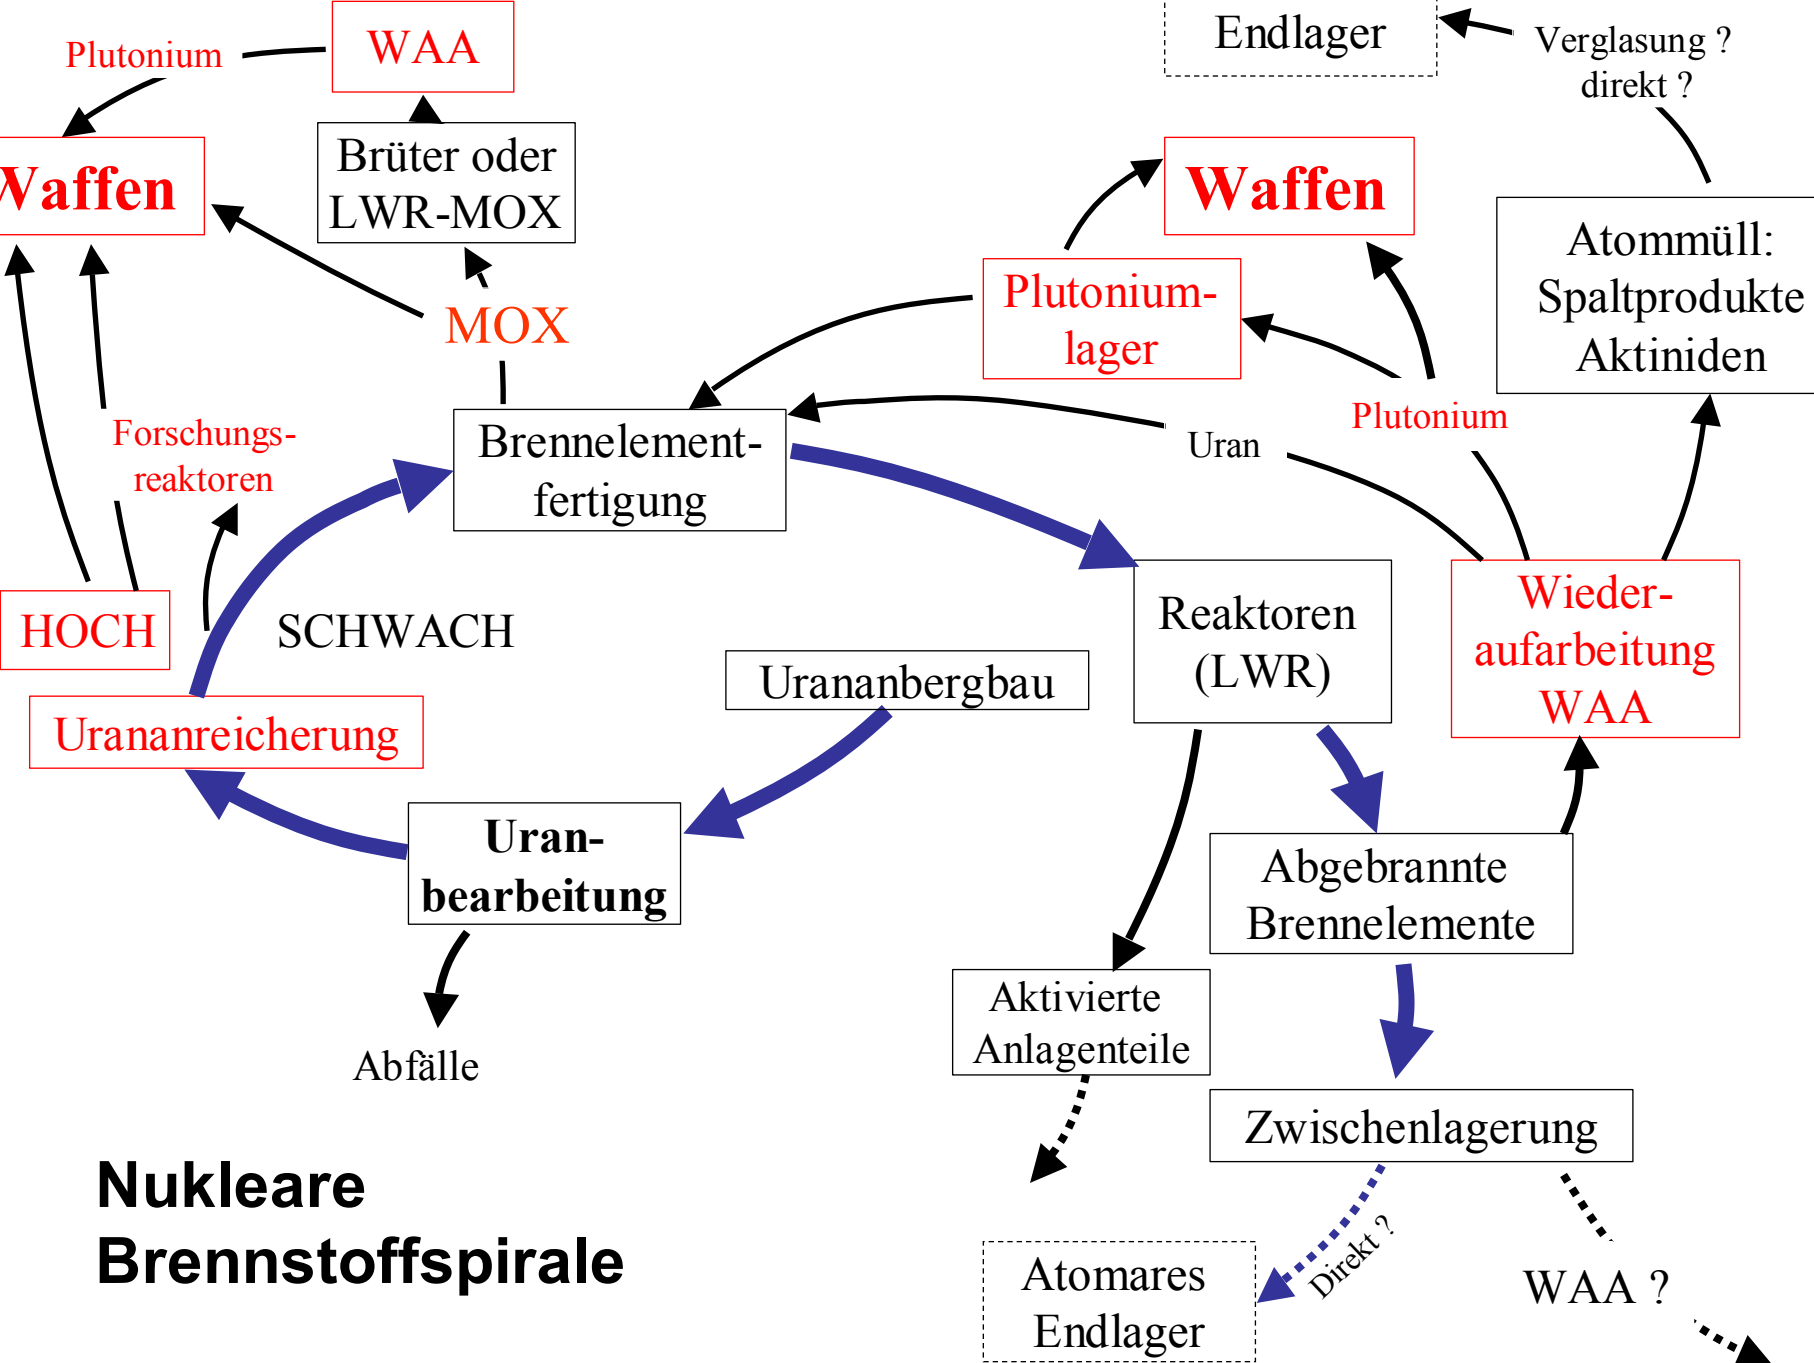 Plutonium
WAA
Endlager
Verglasung ?
direkt ?
Waffen
Brüter oder
LWR-MOX
Waffen
Atommüll:
Spaltprodukte
Aktiniden
MOX
Plutonium-
lager
Plutonium
Forschungs-
reaktoren
Brennelement-
fertigung
Uran
HOCH
SCHWACH
Reaktoren
(LWR)
Wieder-
aufarbeitung
WAA
Urananbergbau
Urananreicherung
Uran-
bearbeitung
Abgebrannte
Brennelemente
Aktivierte
Anlagenteile
Abfälle
Zwischenlagerung
Nukleare
Brennstoffspirale
Direkt ?
Atomares
Endlager
WAA ?